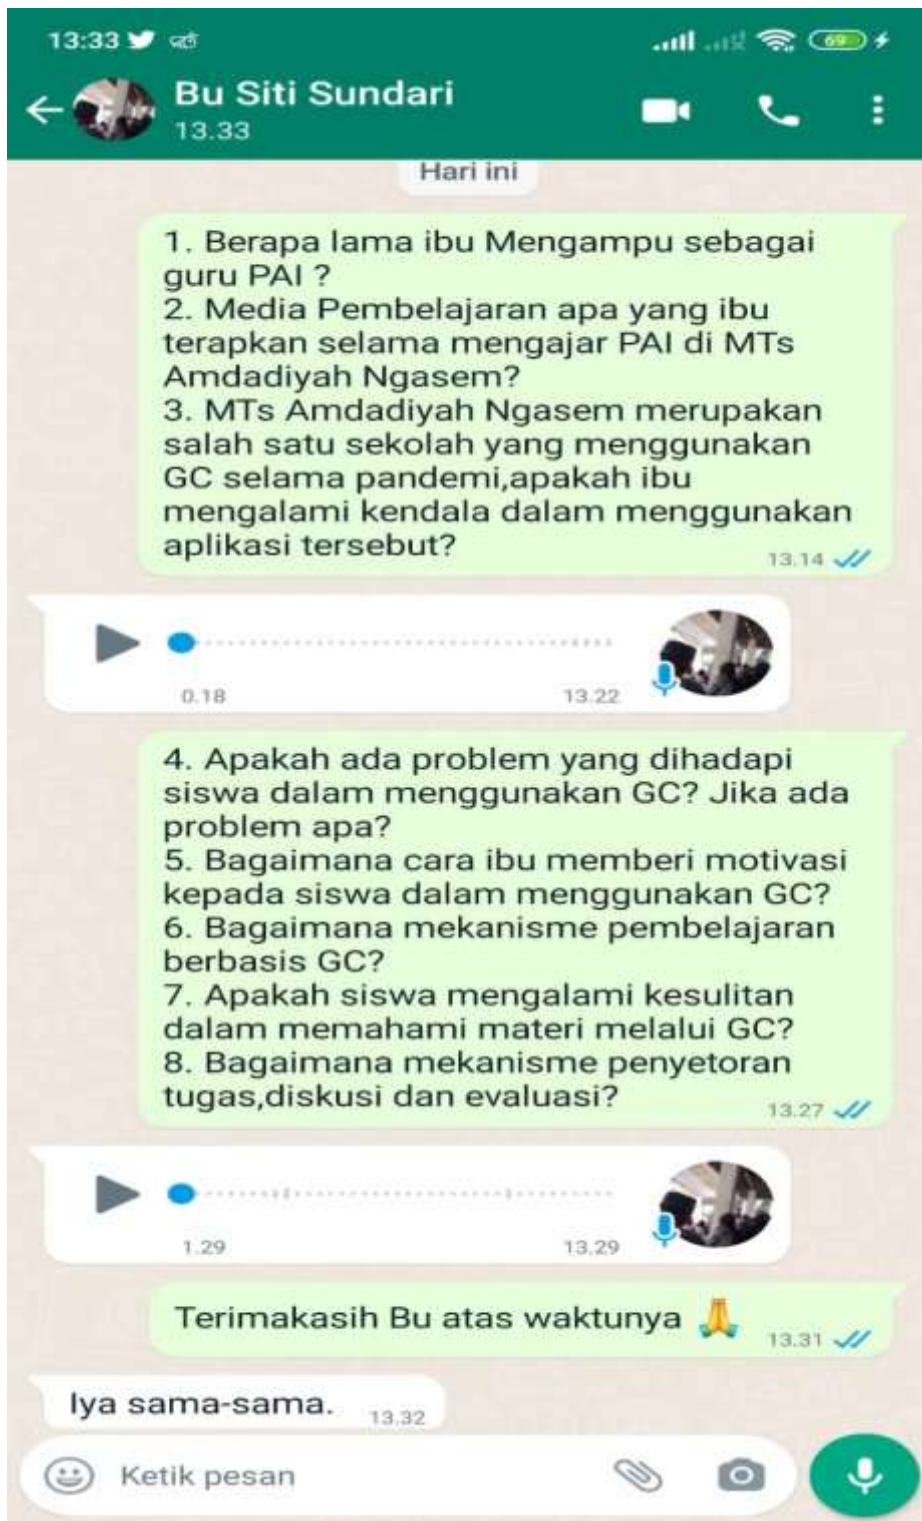 13:33
69
Bu Siti Sundari
13.33
Hari ini
1. Berapa lama ibu Mengampu sebagai
guru PAI ?
2. Media Pembelajaran apa yang ibu
terapkan selama mengajar PAI di MTs
Amdadiyah Ngasem?
3. MTs Amdadiyah Ngasem merupakan
salah satu sekolah yang menggunakan
GC selama pandemi,apakah ibu
mengalami kendala dalam menggunakan
aplikasi tersebut?
13.14
0.18 13.22
4. Apakah ada problem yang dihadapi
siswa dalam menggunakan GC? Jika ada
problem apa?
5. Bagaimana cara ibu memberi motivasi
kepada siswa dalam menggunakan GC?
6. Bagaimana mekanisme pembelajaran
berbasis GC?
7. Apakah siswa mengalami kesulitan
dalam memahami materi melalui GC?
8. Bagaimana mekanisme penyetoran
tugas,diskusi dan evaluasi?
13.27
1.29 13.29
Terimakasih Bu atas waktunya 🙏
13.31
Iya sama-sama. 13.32
Ketik pesan